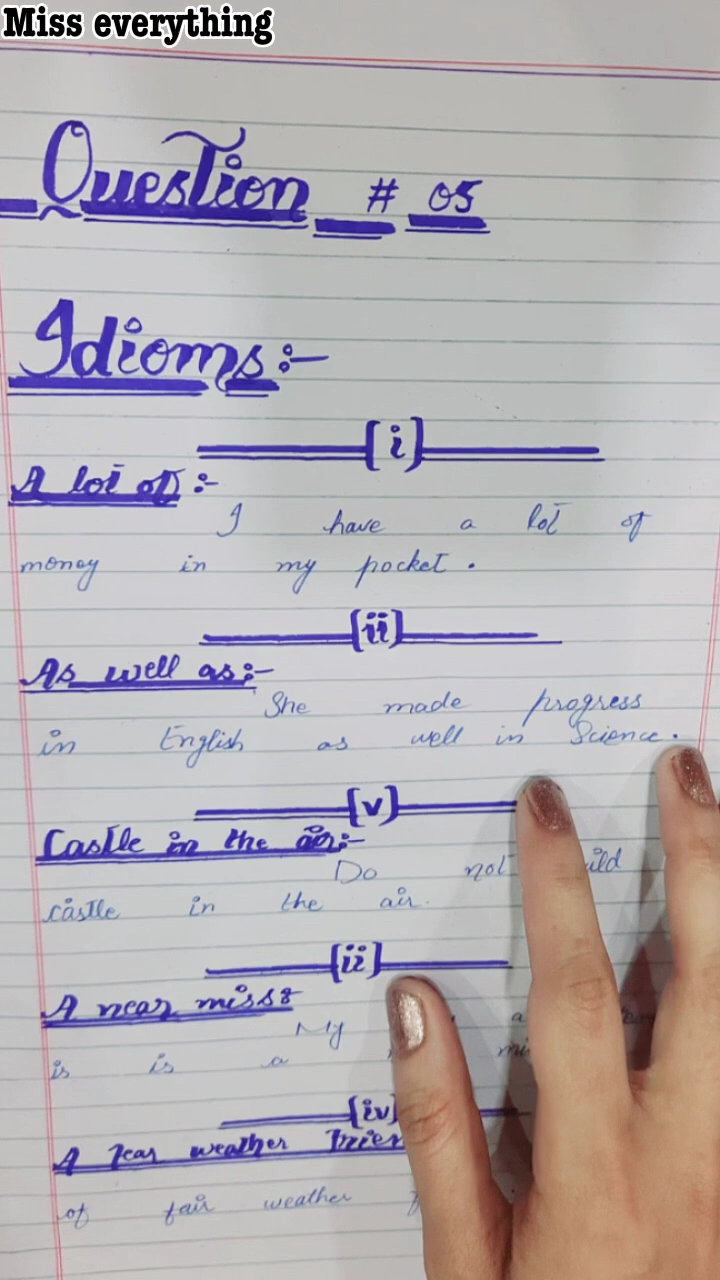 Miss everything
Question # 05
Idioms:-
[i]
A lot of:-
I have a lot of
money in my pocket.
[ii]
As well as:-
She made progress
in English as well in Science.
[v]
Castle in the air:-
Do not
castle in the air.
[ii]
A near miss:
My
is is a
[iv]
A fear weather
of fair weather